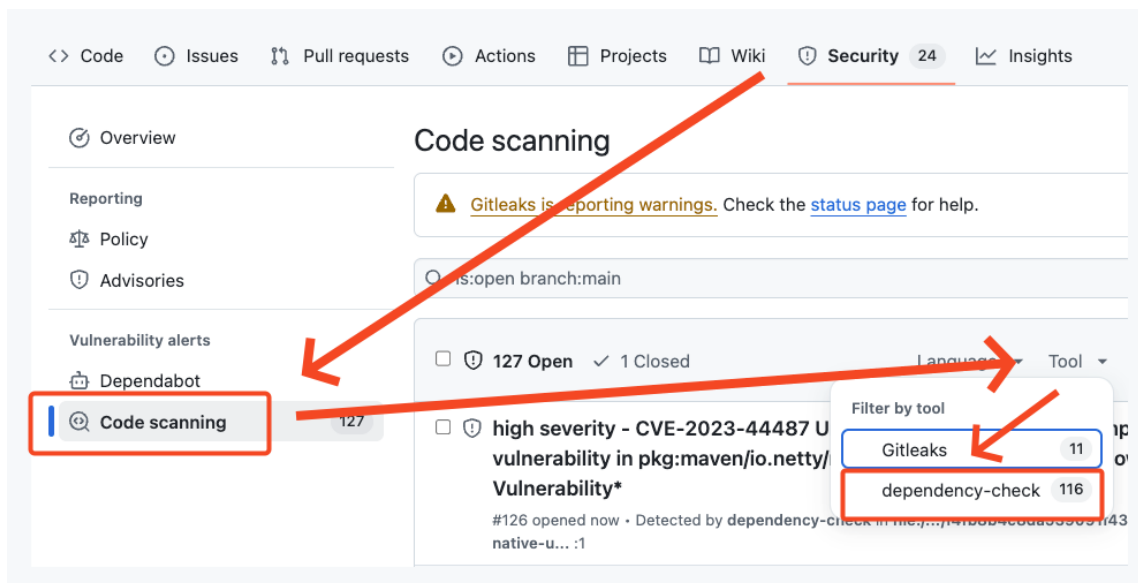 Code Issues Pull requests Actions Projects Wiki Security 24 Insights
Overview
Reporting
Policy
Advisories
Vulnerability alerts
Dependabot
Code scanning 127
Code scanning
Gitleaks is reporting warnings. Check the status page for help.
is:open branch:main
127 Open 1 Closed Language Tool
Filter by tool
Gitleaks 11
dependency-check 116
high severity - CVE-2023-44487 U
vulnerability in pkg:maven/io.netty/
Vulnerability*
#126 opened now • Detected by dependency-check in
native-u... :1